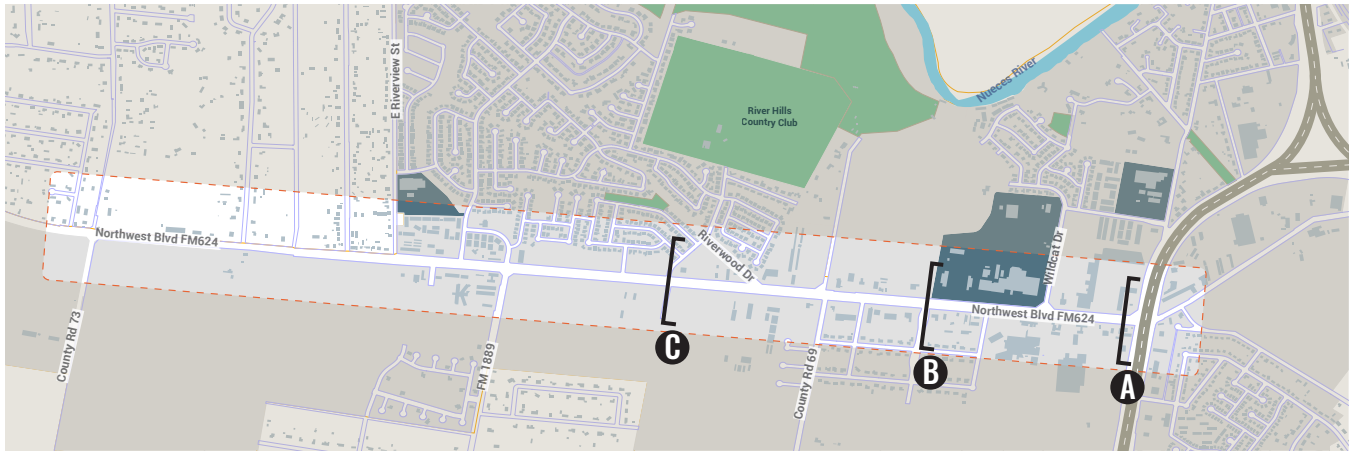 E Riverview St
River Hills
Country Club
Nueces River
Northwest Blvd FM624
Riverwood Dr
Wildcat Dr
Northwest Blvd FM624
County Rd 73
FM 1889
County Rd 69
C
B
A